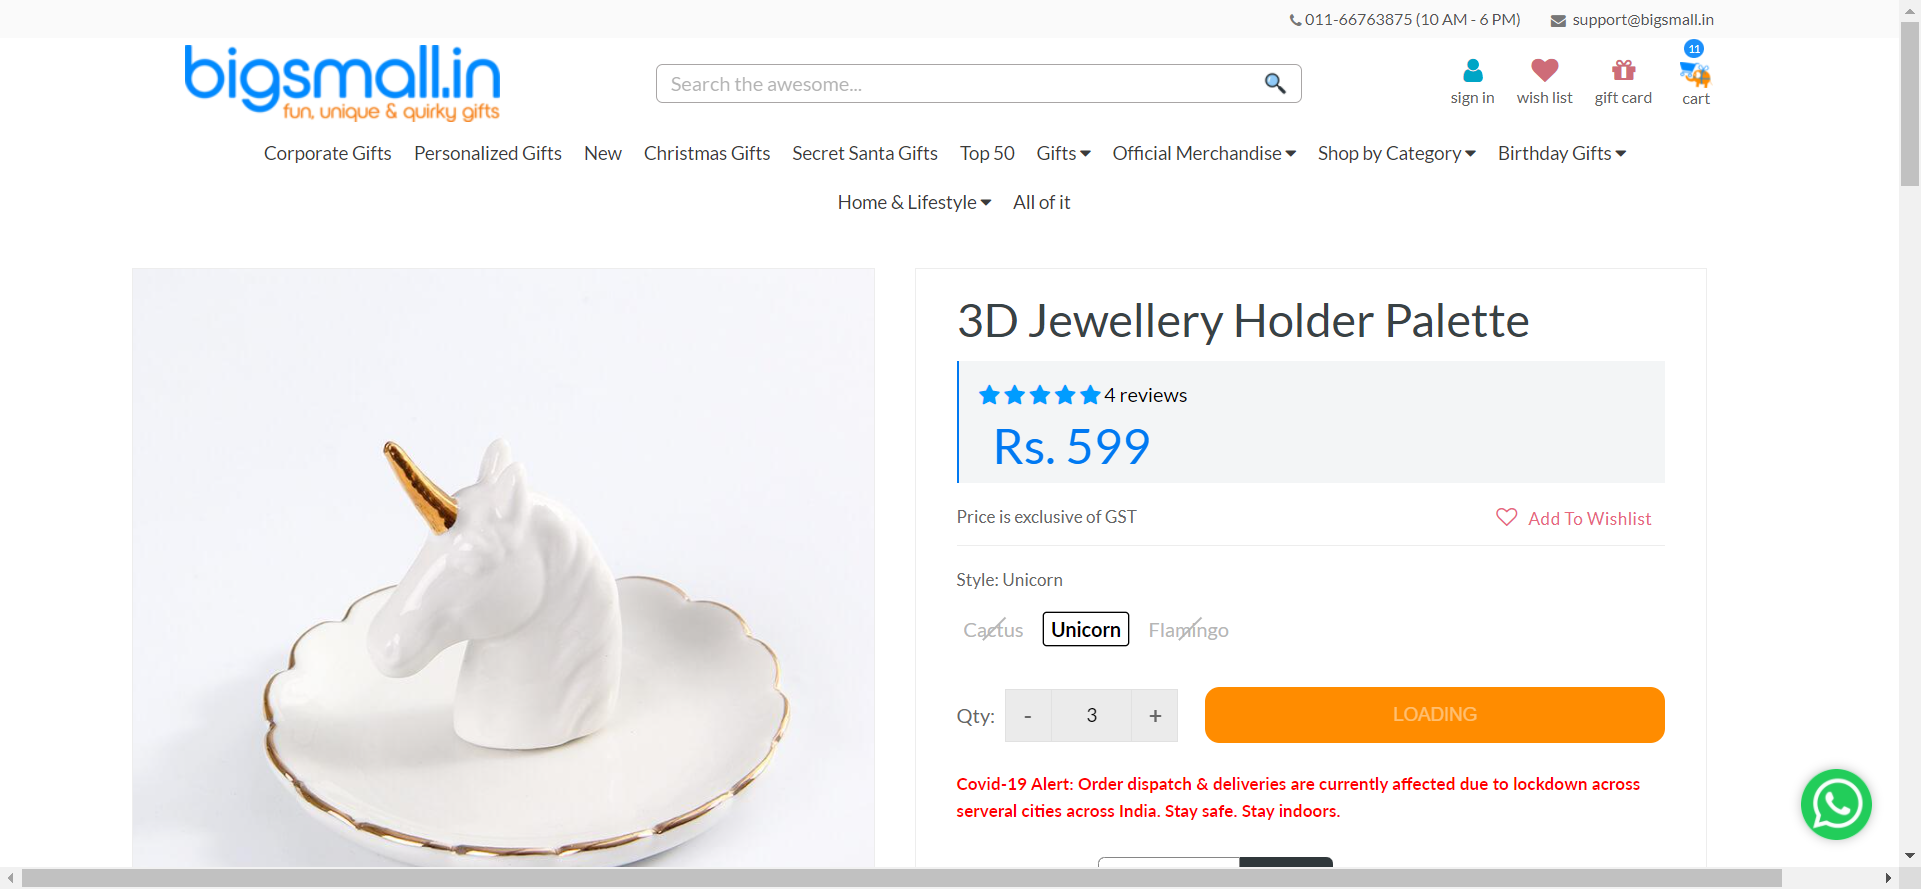 011-66763875 (10 AM - 6 PM) support@bigsmall.in
bigsmall.in
fun, unique & quirky gifts
Search the awesome...
11
sign in wish list gift card cart
Corporate Gifts Personalized Gifts New Christmas Gifts Secret Santa Gifts Top 50 Gifts Official Merchandise Shop by Category Birthday Gifts
Home & Lifestyle All of it
3D Jewellery Holder Palette
4 reviews
Rs. 599
Price is exclusive of GST Add To Wishlist
Style: Unicorn
Cactus Unicorn Flamingo
Qty: - 3 + LOADING
Covid-19 Alert: Order dispatch & deliveries are currently affected due to lockdown across
serveral cities across India. Stay safe. Stay indoors.